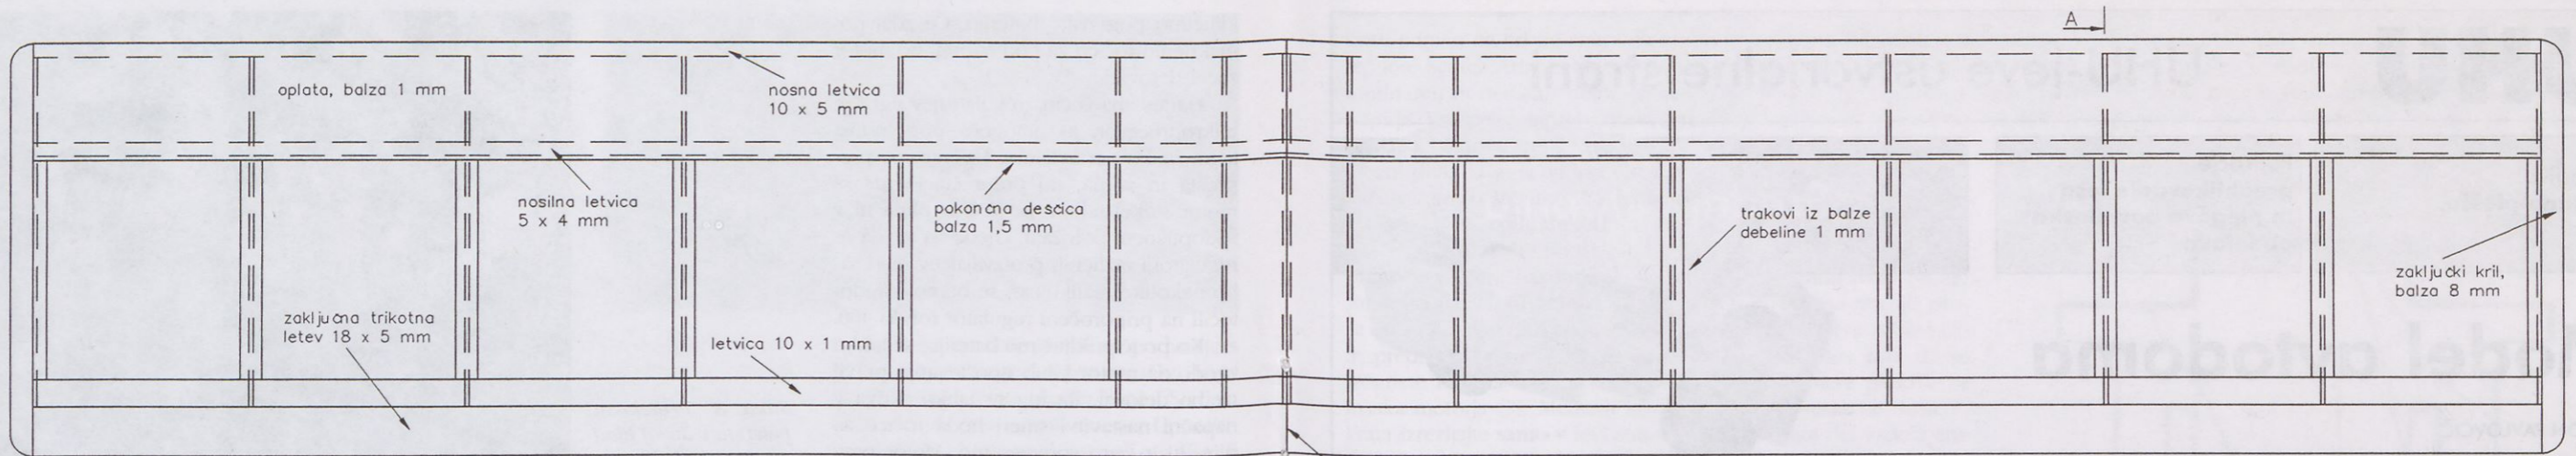 A
oplata, balza 1 mm
nosna letvica
10 x 5 mm
nosilna letvica
5 x 4 mm
pokončna deščica
balza 1,5 mm
trakovi iz balze
debeline 1 mm
zaključki kril,
balza 8 mm
zaključna trikotna
letev 18 x 5 mm
letvica 10 x 1 mm